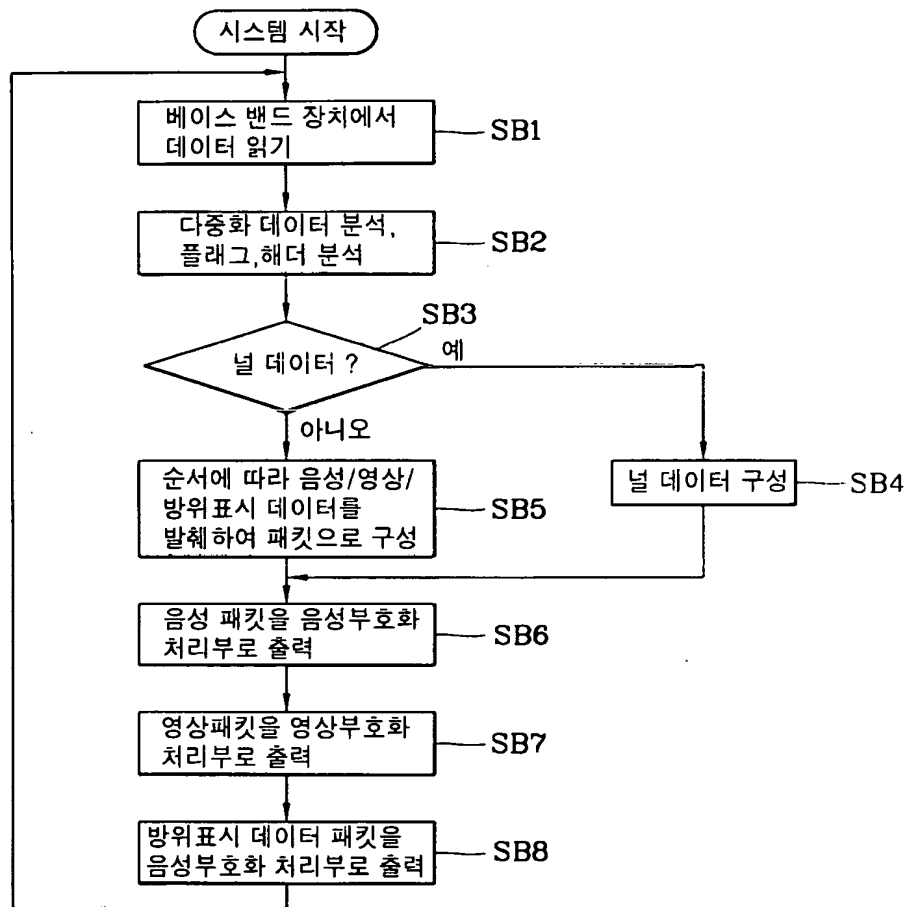 시스템 시작
베이스 밴드 장치에서
데이터 읽기
SB1
다중화 데이터 분석,
플래그,해더 분석
SB2
SB3
널 데이터 ?
예
아니오
순서에 따라 음성/영상/
방위표시 데이터를
발췌하여 패킷으로 구성
SB5
널 데이터 구성
SB4
음성 패킷을 음성부호화
처리부로 출력
SB6
영상패킷을 영상부호화
처리부로 출력
SB7
방위표시 데이터 패킷을
음성부호화 처리부로 출력
SB8